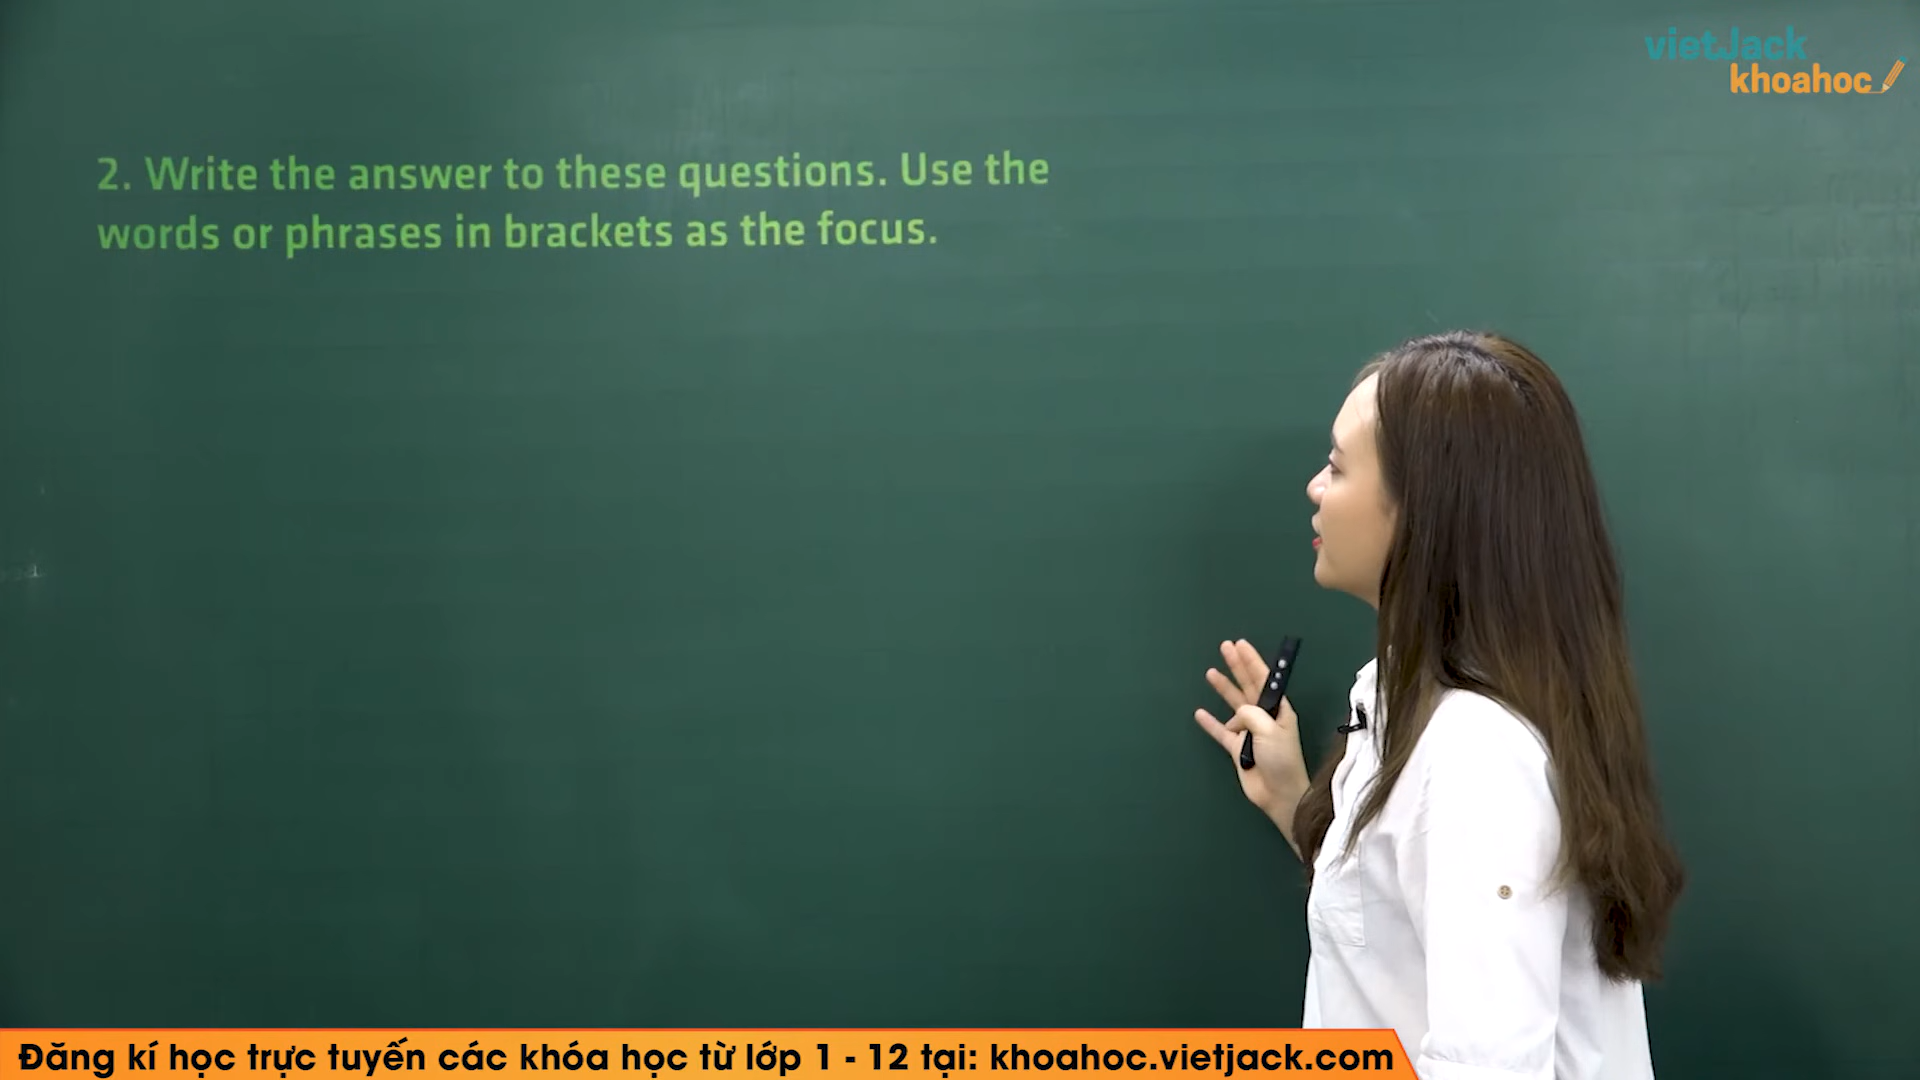 vietJack
khoahoc
2. Write the answer to these questions. Use the
words or phrases in brackets as the focus.
Đăng kí học trực tuyến các khóa học từ lớp 1 - 12 tại: khoahoc.vietjack.com